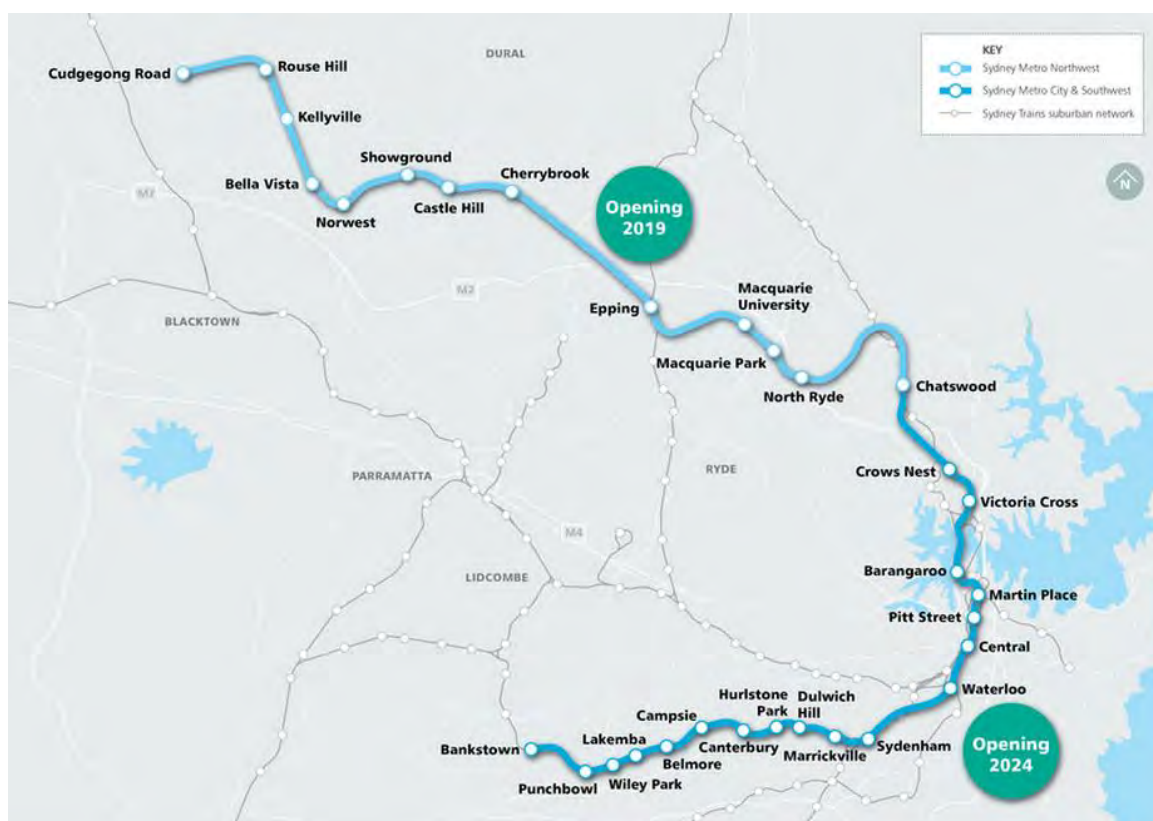 DURAL
KEY
Sydney Metro Northwest
Sydney Metro City & Southwest
Sydney Trains suburban network
N
Cudgegong Road
Rouse Hill
Kellyville
Showground
Cherrybrook
Bella Vista
Castle Hill
Norwest
M7
Opening
2019
M2
Epping
Macquarie
University
BLACKTOWN
Macquarie Park
North Ryde
Chatswood
PARRAMATTA
RYDE
Crows Nest
Victoria Cross
M4
LIDCOMBE
Barangaroo
Martin Place
Pitt Street
Central
Waterloo
Hurlstone
Park
Dulwich
Hill
Campsie
Lakemba
Canterbury
Bankstown
Belmore
Marrickville
Sydenham
Punchbowl
Wiley Park
Opening
2024